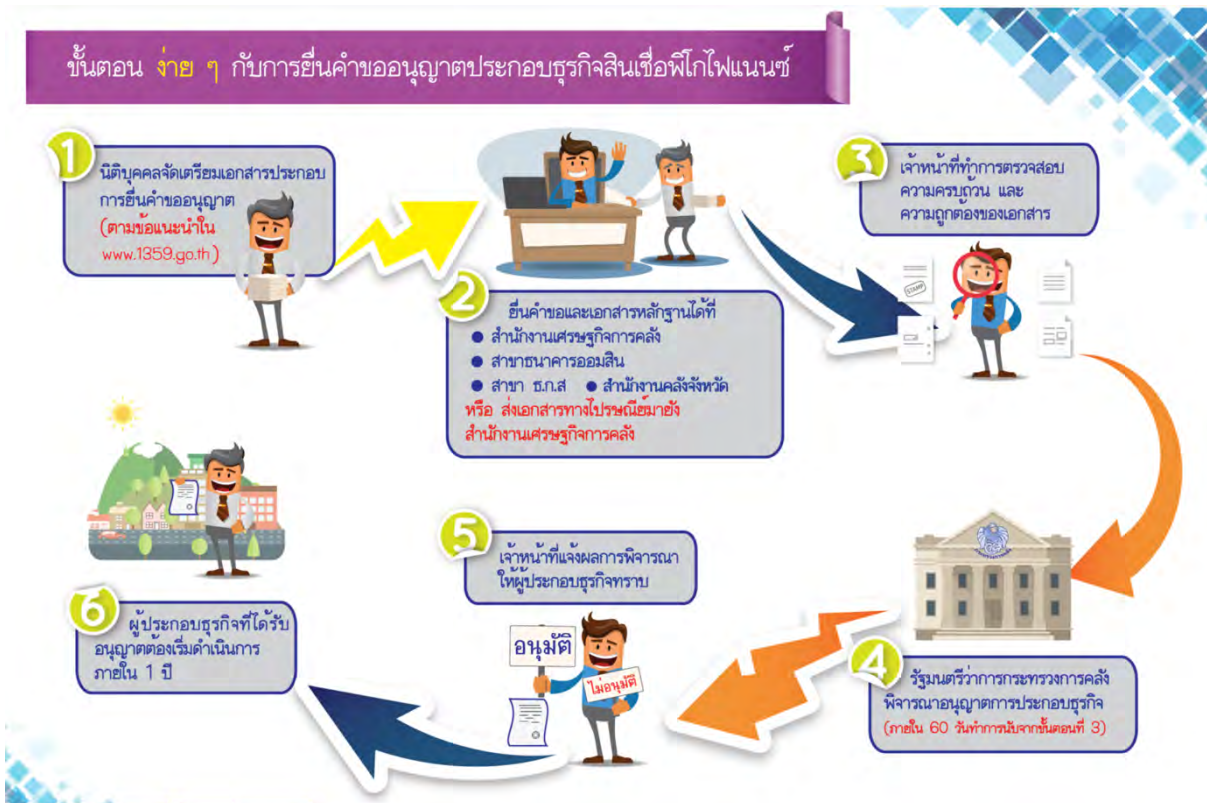 ขั้นตอน ง่าย ๆ กับการยื่นคำขออนุญาตประกอบธุรกิจสินเชื่อพิโกไฟแนนซ์
1
นิติบุคคลจัดเตรียมเอกสารประกอบ
การยื่นคำขออนุญาต
(ตามข้อแนะนำใน
www.1359.go.th)
2
ยื่นคำขอและเอกสารหลักฐานได้ที่
● สำนักงานเศรษฐกิจการคลัง
● สาขาธนาคารออมสิน
● สาขา ธ.ก.ส ● สำนักงานคลังจังหวัด
หรือ ส่งเอกสารทางไปรษณีย์มายัง
สำนักงานเศรษฐกิจการคลัง
3
เจ้าหน้าที่ทำการตรวจสอบ
ความครบถ้วน และ
ความถูกต้องของเอกสาร
STAMP
4
รัฐมนตรีว่าการกระทรวงการคลัง
พิจารณาอนุญาตการประกอบธุรกิจ
(ภายใน 60 วันทำการนับจากขั้นตอนที่ 3)
5
เจ้าหน้าที่แจ้งผลการพิจารณา
ให้ผู้ประกอบธุรกิจทราบ
อนุมัติ
ไม่อนุมัติ
6
ผู้ประกอบธุรกิจที่ได้รับ
อนุญาตต้องเริ่มดำเนินการ
ภายใน 1 ปี